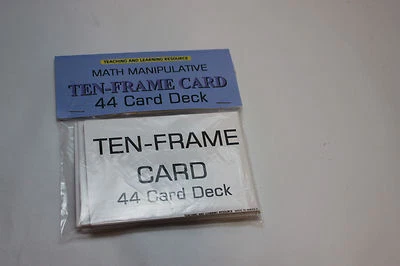 TEACHING AND LEARNING RESOURCE
MATH MANIPULATIVE
TEN-FRAME CARD
44 Card Deck
TEN-FRAME
CARD
44 Card Deck